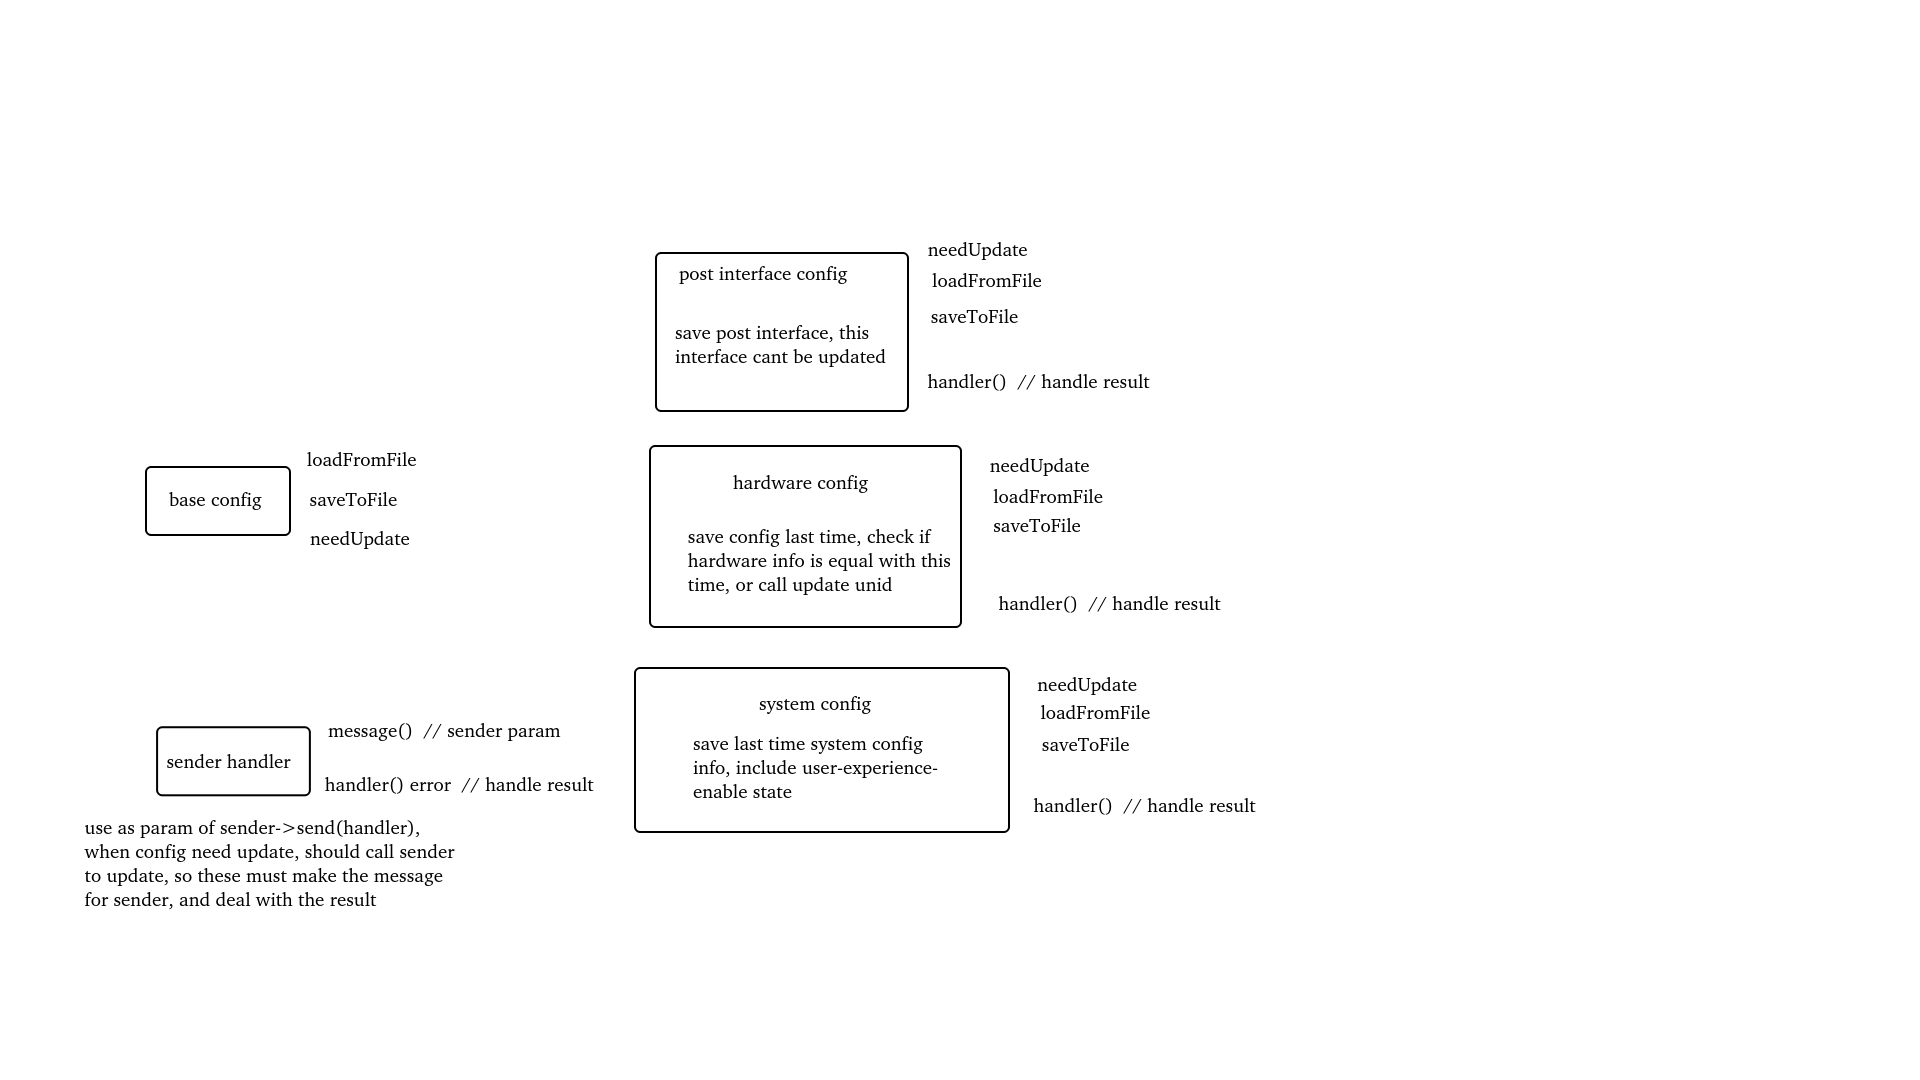 needUpdate
post interface config
loadFromFile
saveToFile
save post interface, this
interface cant be updated
handler()  // handle result
loadFromFile
base config
saveToFile
needUpdate
hardware config
needUpdate
loadFromFile
saveToFile
save config last time, check if
hardware info is equal with this
time, or call update unid
handler()  // handle result
system config
needUpdate
loadFromFile
saveToFile
save last time system config
info, include user-experience-
enable state
handler()  // handle result
message()  // sender param
sender handler
handler() error  // handle result
use as param of sender->send(handler),
when config need update, should call sender
to update, so these must make the message
for sender, and deal with the result